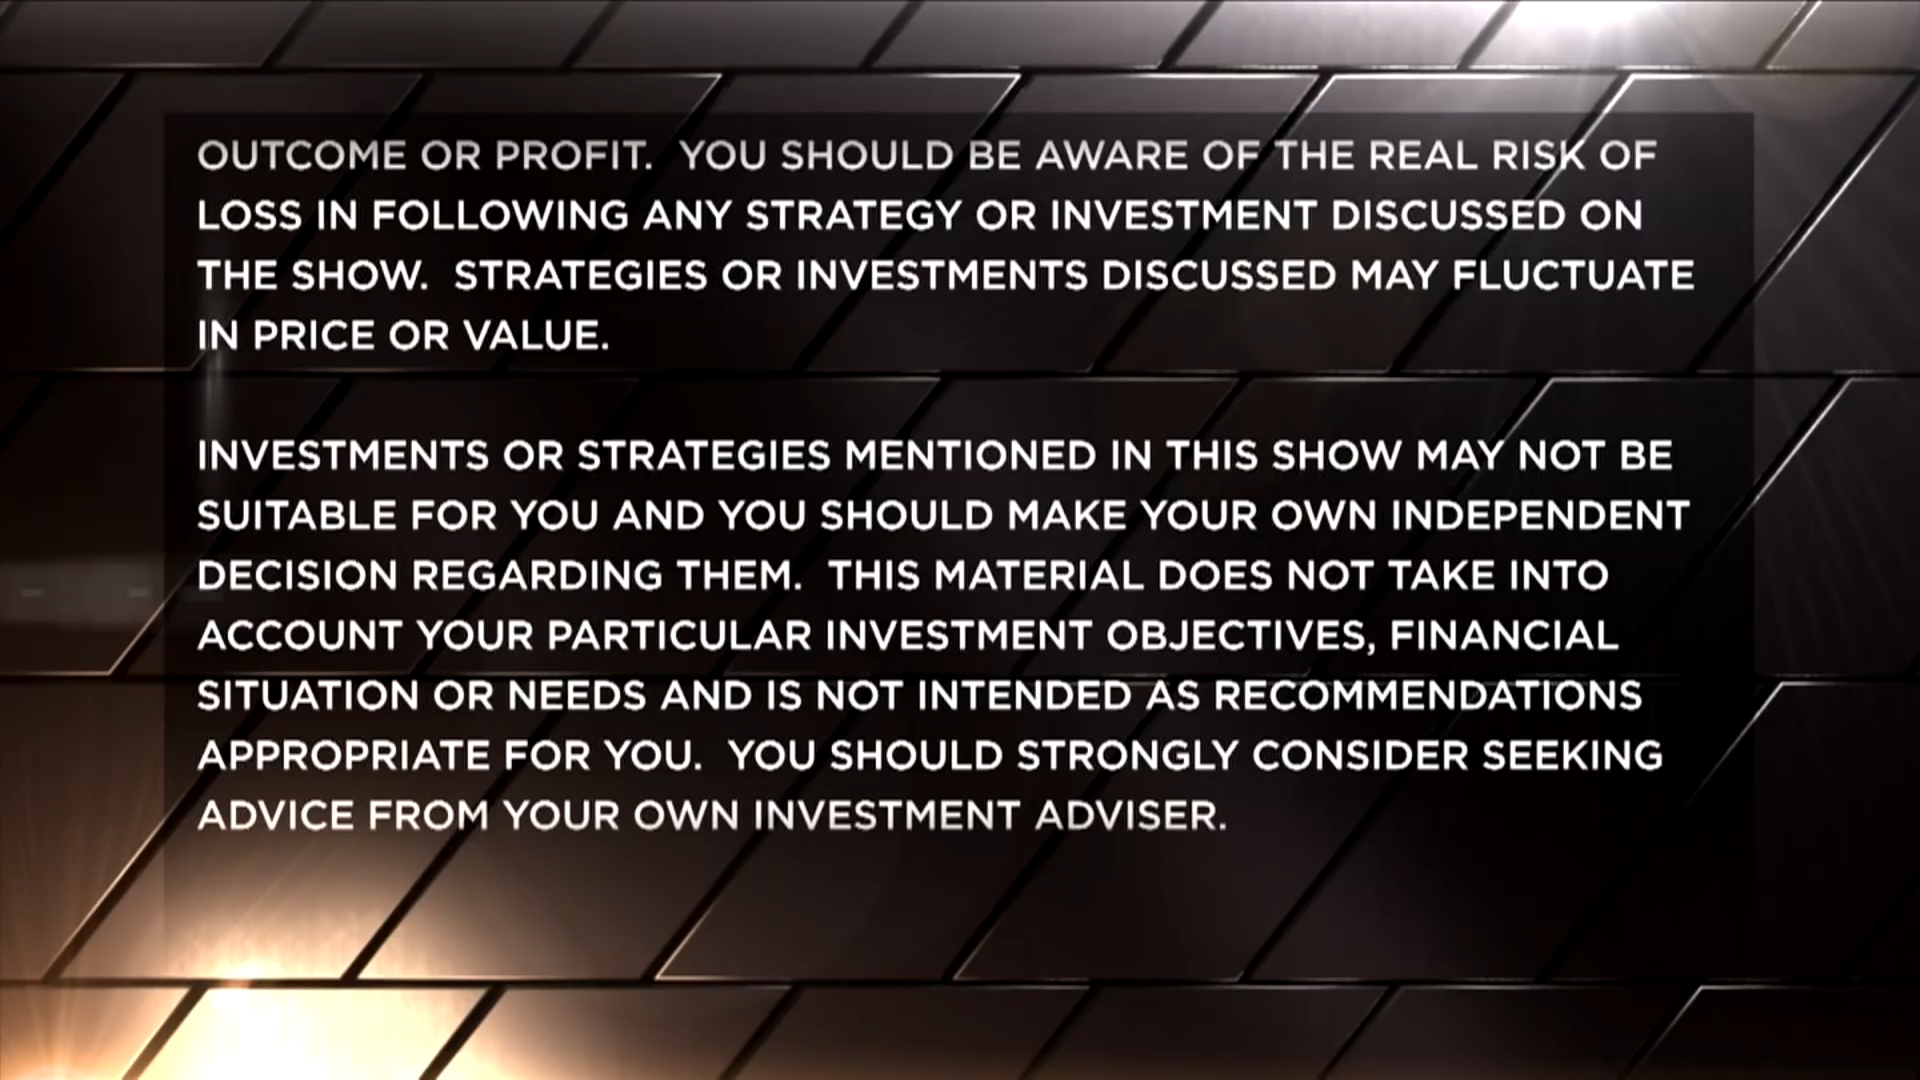 OUTCOME OR PROFIT.  YOU SHOULD BE AWARE OF THE REAL RISK OF
LOSS IN FOLLOWING ANY STRATEGY OR INVESTMENT DISCUSSED ON
THE SHOW.  STRATEGIES OR INVESTMENTS DISCUSSED MAY FLUCTUATE
IN PRICE OR VALUE.
INVESTMENTS OR STRATEGIES MENTIONED IN THIS SHOW MAY NOT BE
SUITABLE FOR YOU AND YOU SHOULD MAKE YOUR OWN INDEPENDENT
DECISION REGARDING THEM.  THIS MATERIAL DOES NOT TAKE INTO
ACCOUNT YOUR PARTICULAR INVESTMENT OBJECTIVES, FINANCIAL
SITUATION OR NEEDS AND IS NOT INTENDED AS RECOMMENDATIONS
APPROPRIATE FOR YOU.  YOU SHOULD STRONGLY CONSIDER SEEKING
ADVICE FROM YOUR OWN INVESTMENT ADVISER.